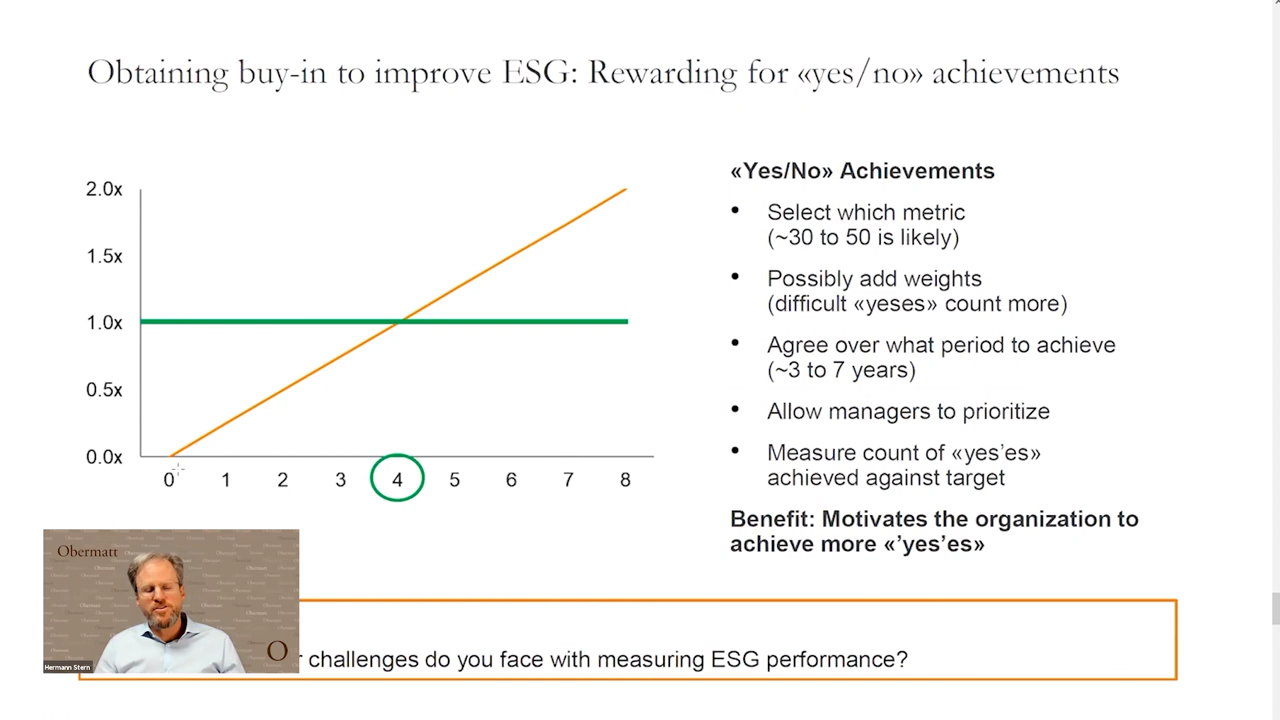 Obtaining buy-in to improve ESG: Rewarding for «yes/no» achievements
2.0x
1.5x
1.0x
0.5x
0.0x
0 1 2 3 4 5 6 7 8
«Yes/No» Achievements
• Select which metric
(~30 to 50 is likely)
• Possibly add weights
(difficult «yeses» count more)
• Agree over what period to achieve
(~3 to 7 years)
• Allow managers to prioritize
• Measure count of «yes’es»
achieved against target
Benefit: Motivates the organization to
achieve more «’yes’es»
Obermatt
O
Hermann Stern
challenges do you face with measuring ESG performance?